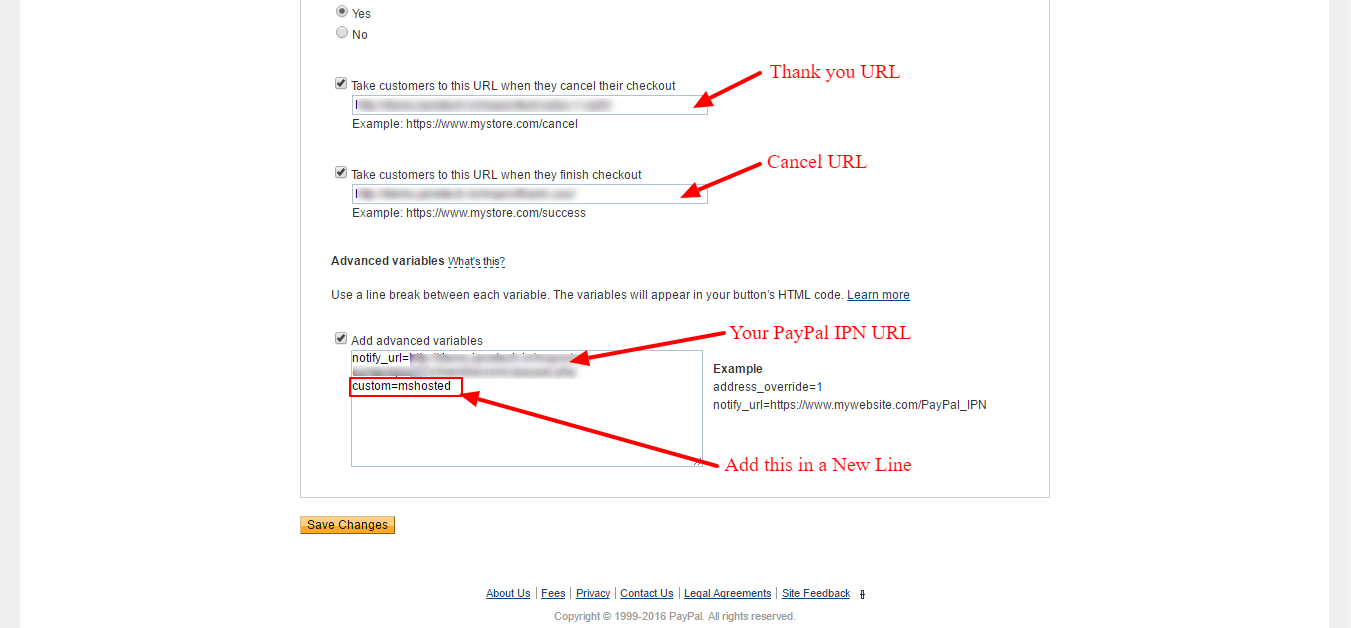 Yes
No
Thank you URL
Take customers to this URL when they cancel their checkout
Example: https://www.mystore.com/cancel
Cancel URL
Take customers to this URL when they finish checkout
Example: https://www.mystore.com/success
Advanced variables What's this?
Use a line break between each variable. The variables will appear in your button's HTML code. Learn more
Your PayPal IPN URL
Add advanced variables
notify_url=
custom=mshosted
Example
address_override=1
notify_url=https://www.mywebsite.com/PayPal_IPN
Add this in a New Line
Save Changes
About Us | Fees | Privacy | Contact Us | Legal Agreements | Site Feedback
Copyright © 1999-2016 PayPal. All rights reserved.